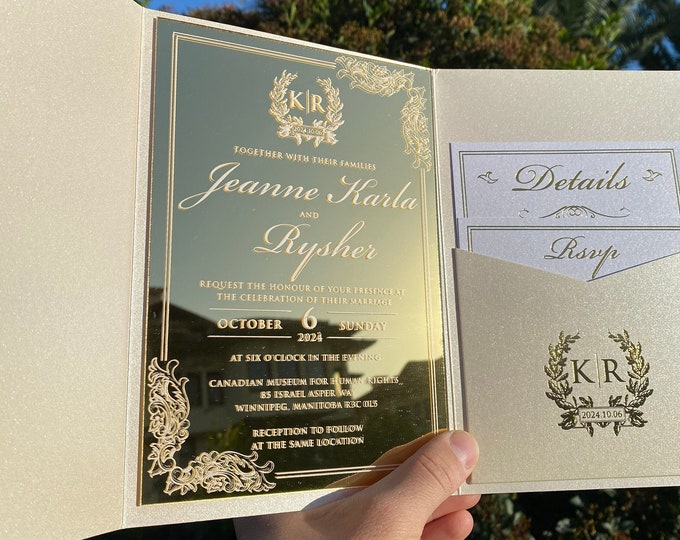 K|R
2024.10.06
TOGETHER WITH THEIR FAMILIES
Jeanne Karla
AND
Rysher
REQUEST THE HONOUR OF YOUR PRESENCE AT
THE CELEBRATION OF THEIR MARRIAGE
OCTOBER 6 SUNDAY
2024
AT SIX O'CLOCK IN THE EVENING
CANADIAN MUSEUM FOR HUMAN RIGHTS,
85 ISRAEL ASPER WA
WINNIPEG, MANITOBA R3C 0L5
RECEPTION TO FOLLOW
AT THE SAME LOCATION
Details
Rsvp
K|R
2024.10.06